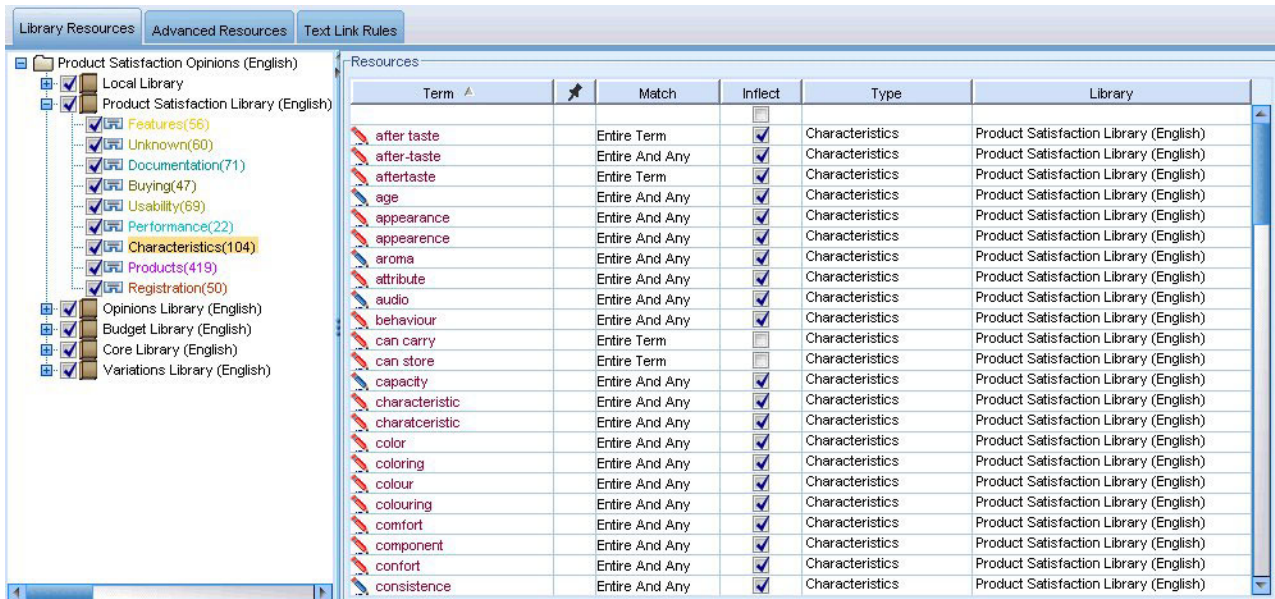 Library Resources Advanced Resources Text Link Rules
Product Satisfaction Opinions (English)
Local Library
Product Satisfaction Library (English)
Features(56)
Unknown(60)
Documentation(71)
Buying(47)
Usability(69)
Performance(22)
Characteristics(104)
Products(419)
Registration(50)
Opinions Library (English)
Budget Library (English)
Core Library (English)
Variations Library (English)
Resources
Term Match Inflect Type Library
after taste Entire Term Characteristics Product Satisfaction Library (English)
after-taste Entire And Any Characteristics Product Satisfaction Library (English)
aftertaste Entire Term Characteristics Product Satisfaction Library (English)
age Entire And Any Characteristics Product Satisfaction Library (English)
appearance Entire And Any Characteristics Product Satisfaction Library (English)
appearence Entire And Any Characteristics Product Satisfaction Library (English)
aroma Entire And Any Characteristics Product Satisfaction Library (English)
attribute Entire And Any Characteristics Product Satisfaction Library (English)
audio Entire And Any Characteristics Product Satisfaction Library (English)
behaviour Entire And Any Characteristics Product Satisfaction Library (English)
can carry Entire Term Characteristics Product Satisfaction Library (English)
can store Entire Term Characteristics Product Satisfaction Library (English)
capacity Entire And Any Characteristics Product Satisfaction Library (English)
characteristic Entire And Any Characteristics Product Satisfaction Library (English)
charatceristic Entire And Any Characteristics Product Satisfaction Library (English)
color Entire And Any Characteristics Product Satisfaction Library (English)
coloring Entire And Any Characteristics Product Satisfaction Library (English)
colour Entire And Any Characteristics Product Satisfaction Library (English)
colouring Entire And Any Characteristics Product Satisfaction Library (English)
comfort Entire And Any Characteristics Product Satisfaction Library (English)
component Entire And Any Characteristics Product Satisfaction Library (English)
confort Entire And Any Characteristics Product Satisfaction Library (English)
consistence Entire And Any Characteristics Product Satisfaction Library (English)